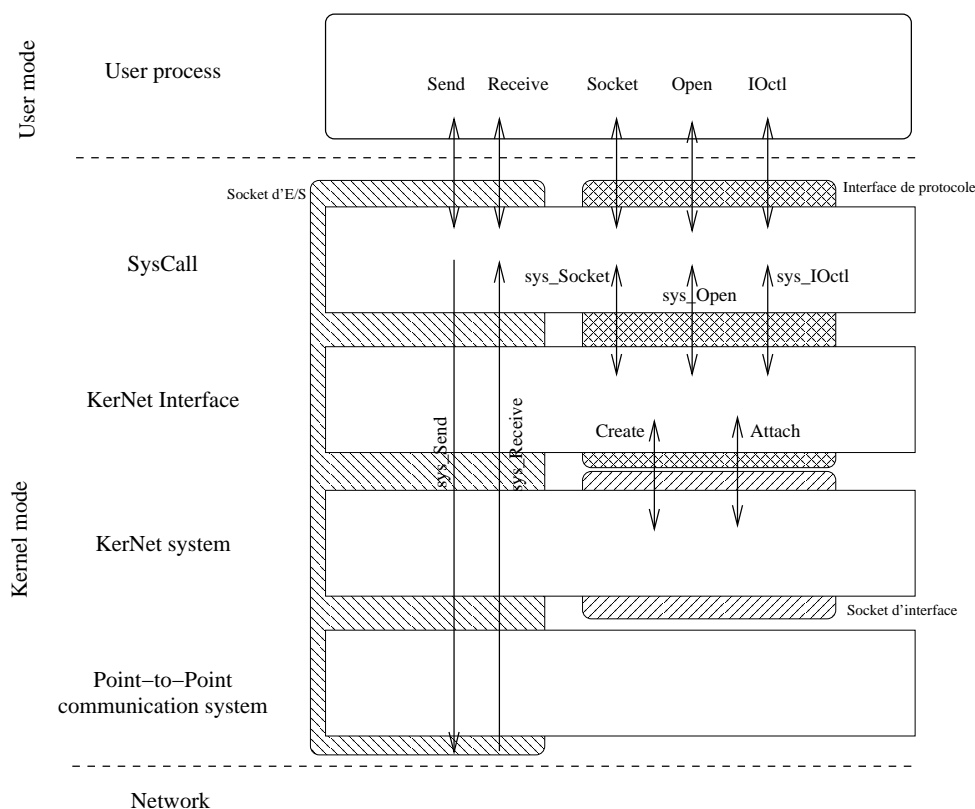 User mode
User process
Send
Receive
Socket
Open
IOctl
Socket d'E/S
Interface de protocole
SysCall
sys_Socket
sys_Open
sys_IOctl
KerNet Interface
sys_Send
sys_Receive
Create
Attach
Kernel mode
KerNet system
Socket d'interface
Point−to−Point
communication system
Network